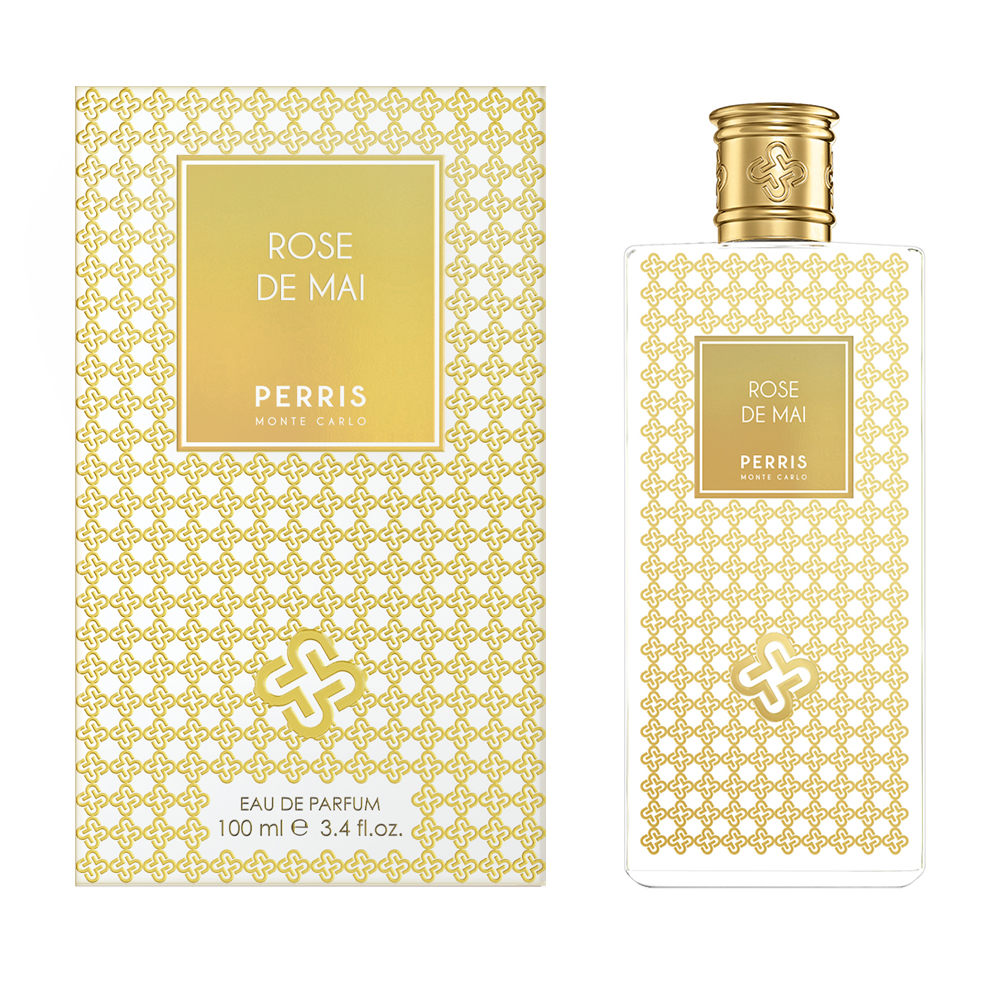 ROSE
DE MAI
PERRIS
MONTE CARLO
EAU DE PARFUM
100 ml ℮ 3.4 fl.oz.
ROSE
DE MAI
PERRIS
MONTE CARLO